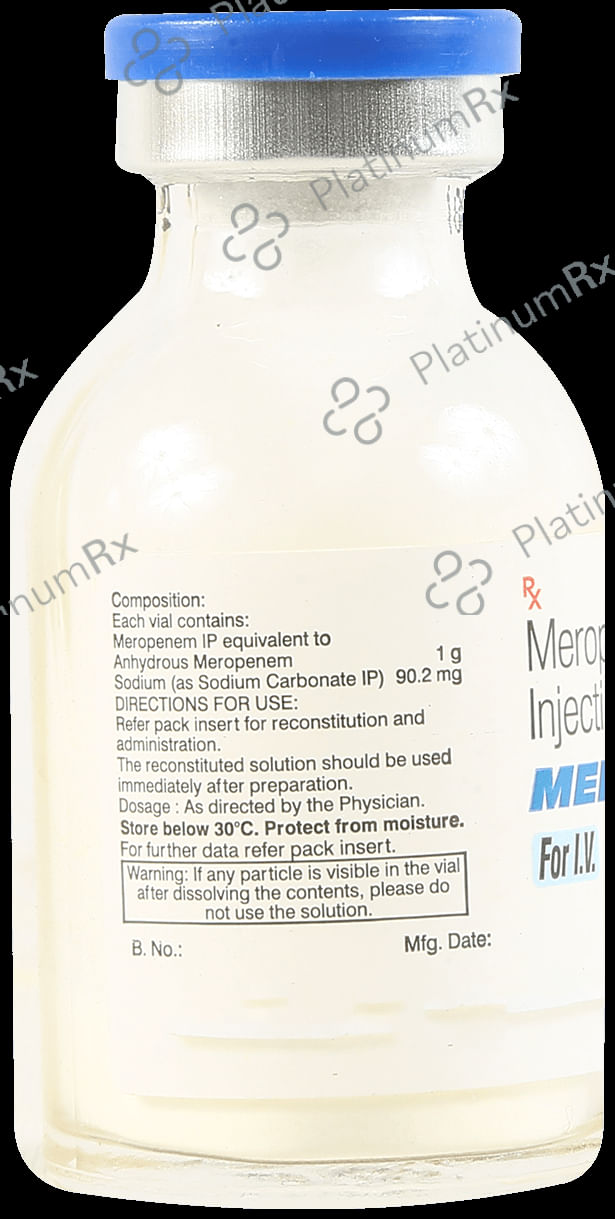 PlatinumRx
PlatinumRx
PlatinumRx
Composition:
Each vial contains:
Meropenem IP equivalent to
Anhydrous Meropenem 1 g
Sodium (as Sodium Carbonate IP) 90.2 mg
DIRECTIONS FOR USE:
Refer pack insert for reconstitution and
administration.
The reconstituted solution should be used
immediately after preparation.
Dosage : As directed by the Physician.
Store below 30°C. Protect from moisture.
For further data refer pack insert.
Warning: If any particle is visible in the vial
after dissolving the contents, please do
not use the solution.
B. No.: Mfg. Date:
Rx
Merop
Injecti
For I.V.